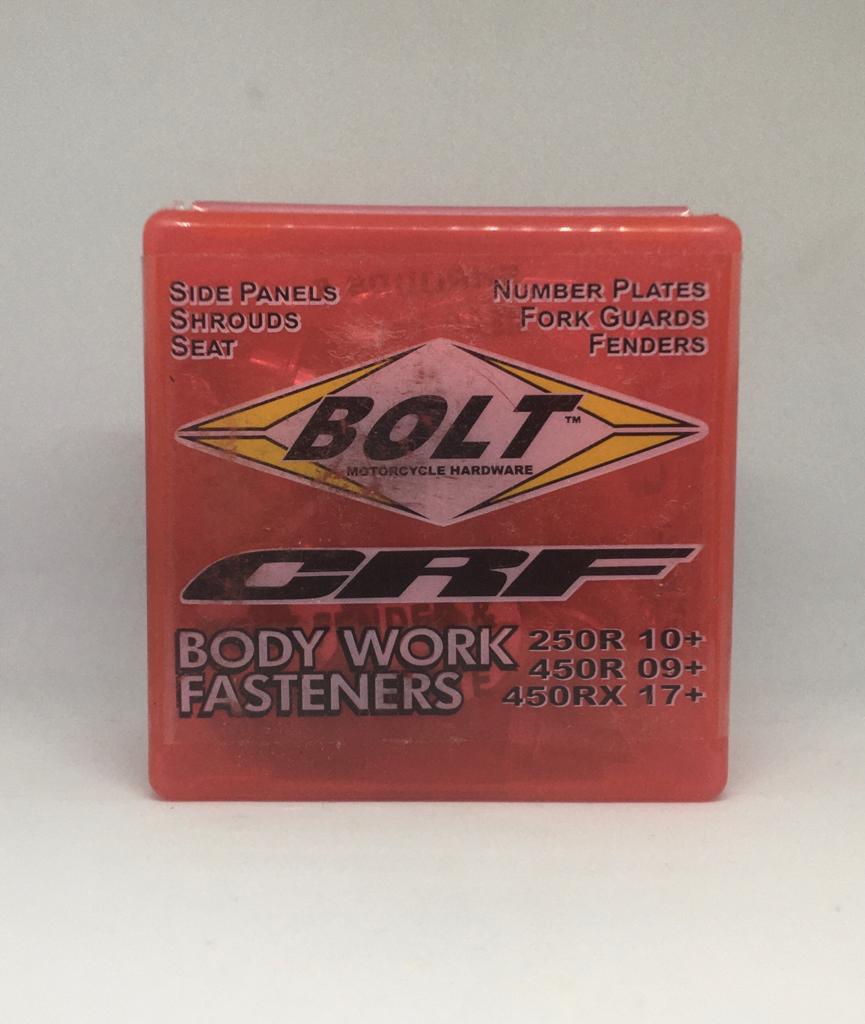 SIDE PANELS
SHROUDS
SEAT
NUMBER PLATES
FORK GUARDS
FENDERS
BOLT™
MOTORCYCLE HARDWARE
CRF
BODY WORK
FASTENERS
250R 10+
450R 09+
450RX 17+